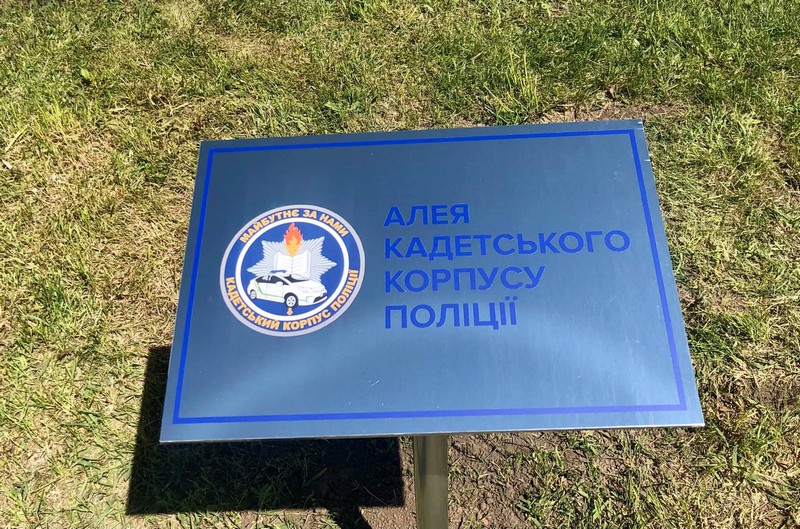 МАЙБУТНЄ ЗА НАМИ
КАДЕТСЬКИЙ КОРПУС ПОЛІЦІЇ
АЛЕЯ
КАДЕТСЬКОГО
КОРПУСУ
ПОЛІЦІЇ